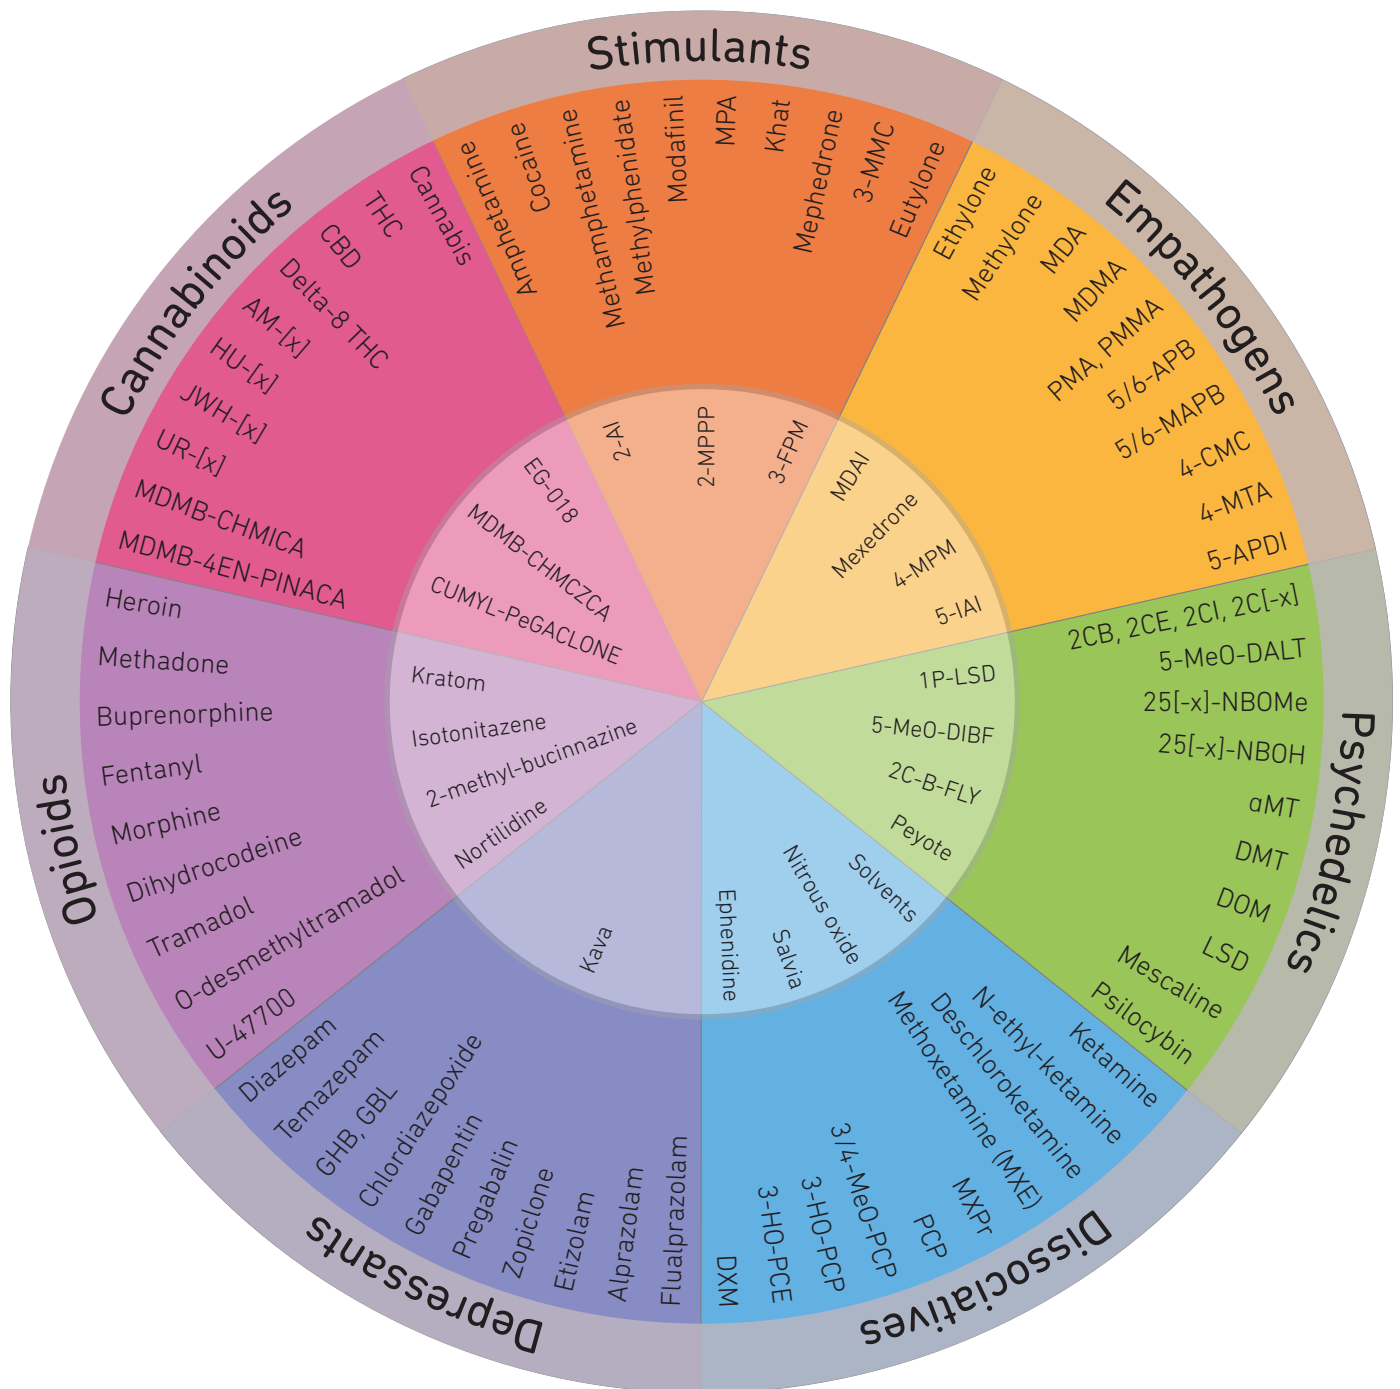 Stimulants
Amphetamine
Cocaine
Methamphetamine
Methylphenidate
Modafinil
MPA
Khat
Mephedrone
3-MMC
Eutylone
2-AI
2-MPPP
3-FPM
Empathogens
Ethylone
Methylone
MDA
MDMA
PMA, PMMA
5/6-APB
5/6-MAPB
4-CMC
4-MTA
5-APDI
MDAI
Mexedrone
4-MPM
5-IAI
Psychedelics
2CB, 2CE, 2CI, 2C[-x]
5-MeO-DALT
25[-x]-NBOMe
25[-x]-NBOH
αMT
DMT
DOM
LSD
Mescaline
Psilocybin
1P-LSD
5-MeO-DIBF
2C-B-FLY
Peyote
Dissociatives
Ketamine
N-ethyl-ketamine
Deschloroketamine
Methoxetamine (MXE)
MXPr
PCP
3/4-MeO-PCP
3-HO-PCP
3-HO-PCE
DXM
Solvents
Nitrous oxide
Salvia
Ephenidine
Depressants
Flualprazolam
Alprazolam
Etizolam
Zopiclone
Pregabalin
Gabapentin
Chlordiazepoxide
GHB, GBL
Temazepam
Diazepam
Kava
Opioids
U-47700
O-desmethyltramadol
Tramadol
Dihydrocodeine
Morphine
Fentanyl
Buprenorphine
Methadone
Heroin
Nortilidine
2-methyl-bucinnazine
Isotonitazene
Kratom
Cannabinoids
MDMB-4EN-PINACA
MDMB-CHMICA
UR-[x]
JWH-[x]
HU-[x]
AM-[x]
Delta-8 THC
CBD
THC
Cannabis
CUMYL-PeGACLONE
MDMB-CHMCZCA
EG-018